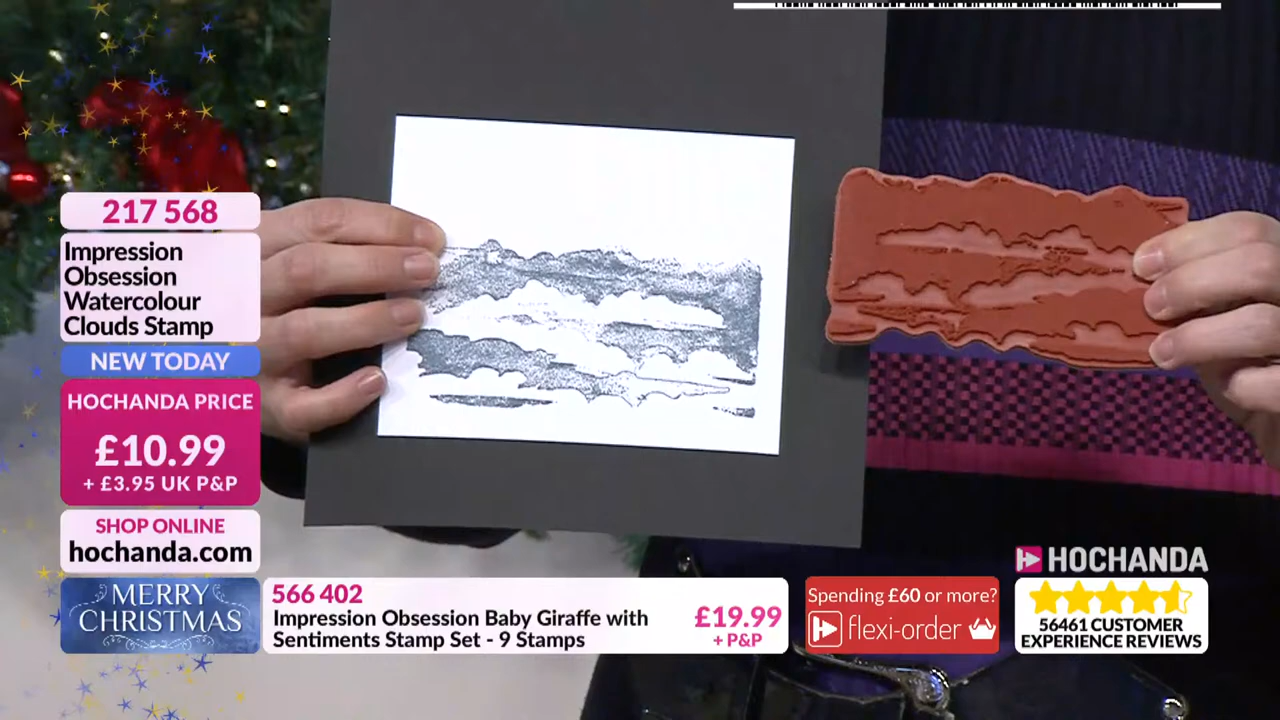 217 568
Impression
Obsession
Watercolour
Clouds Stamp
NEW TODAY
HOCHANDA PRICE
£10.99
+ £3.95 UK P&P
SHOP ONLINE
hochanda.com
MERRY
CHRISTMAS
566 402
Impression Obsession Baby Giraffe with
Sentiments Stamp Set - 9 Stamps
£19.99
+ P&P
Spending £60 or more?
flexi-order
HOCHANDA
56461 CUSTOMER
EXPERIENCE REVIEWS